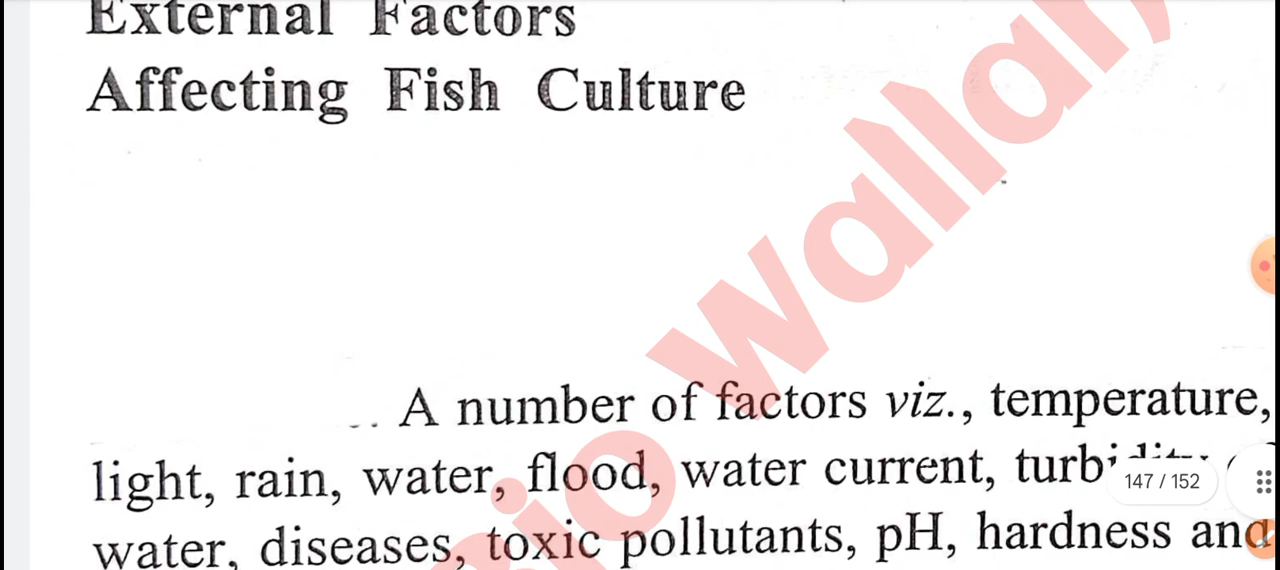 External Factors
Affecting Fish Culture
wallah
.. A number of factors viz., temperature,
light, rain, water, flood, water current, turbidity
147 / 152
water, diseases, toxic pollutants, pH, hardness and